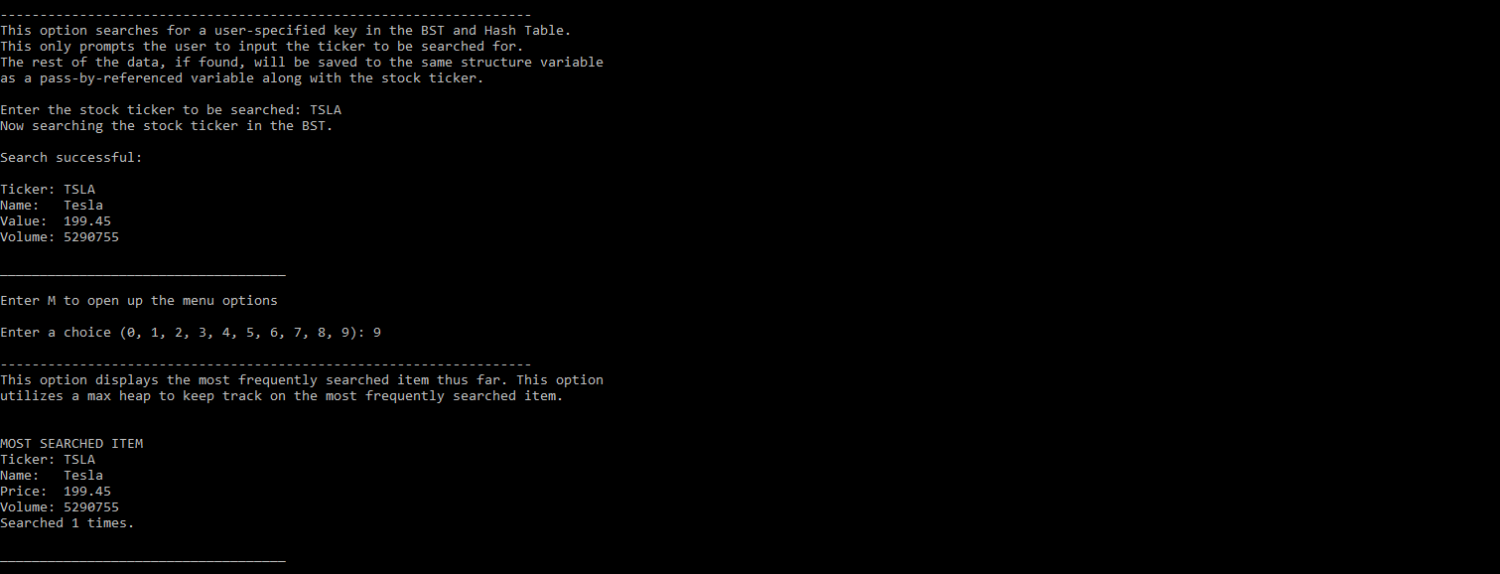 -------------------------------------------------------------------
This option searches for a user-specified key in the BST and Hash Table.
This only prompts the user to input the ticker to be searched for.
The rest of the data, if found, will be saved to the same structure variable
as a pass-by-referenced variable along with the stock ticker.
Enter the stock ticker to be searched: TSLA
Now searching the stock ticker in the BST.
Search successful:
Ticker: TSLA
Name:   Tesla
Value:  199.45
Volume: 5290755
____________________________________
Enter M to open up the menu options
Enter a choice (0, 1, 2, 3, 4, 5, 6, 7, 8, 9): 9
-------------------------------------------------------------------
This option displays the most frequently searched item thus far. This option
utilizes a max heap to keep track on the most frequently searched item.
MOST SEARCHED ITEM
Ticker: TSLA
Name:   Tesla
Price:  199.45
Volume: 5290755
Searched 1 times.
____________________________________